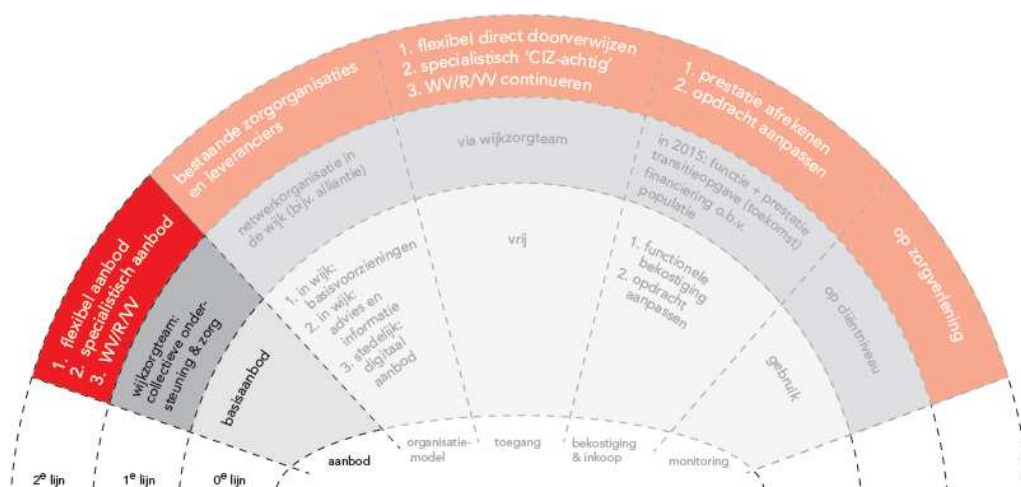 1. flexibel aanbod
2. specialistisch aanbod
3. WV/R/VV
bestaande zorgorganisaties
en leveranciers
1. flexibel direct doorverwijzen
2. specialistisch 'CIZ-achtig'
3. WV/R/VV continueren
1. prestatie afrekenen
2. opdracht aanpassen
op zorgverlening
wijkzorgteam:
collectieve onder-
steuning & zorg
netwerkorganisatie in
de wijk (bijv. alliantie)
via wijkzorgteam
in 2015: functie + prestatie
transitieopgave (toekomst)
financiering o.b.v.
populatie
op cliëntniveau
basisaanbod
1. in wijk:
basisvoorzieningen
2. in wijk:
advies en
informatie
3. stedelijk:
digitaal
aanbod
vrij
1. functionele
bekostiging
2. opdracht
aanpassen
gebruik
aanbod
organisatie-
model
toegang
bekostiging
& inkoop
monitoring
2e lijn
1e lijn
0e lijn